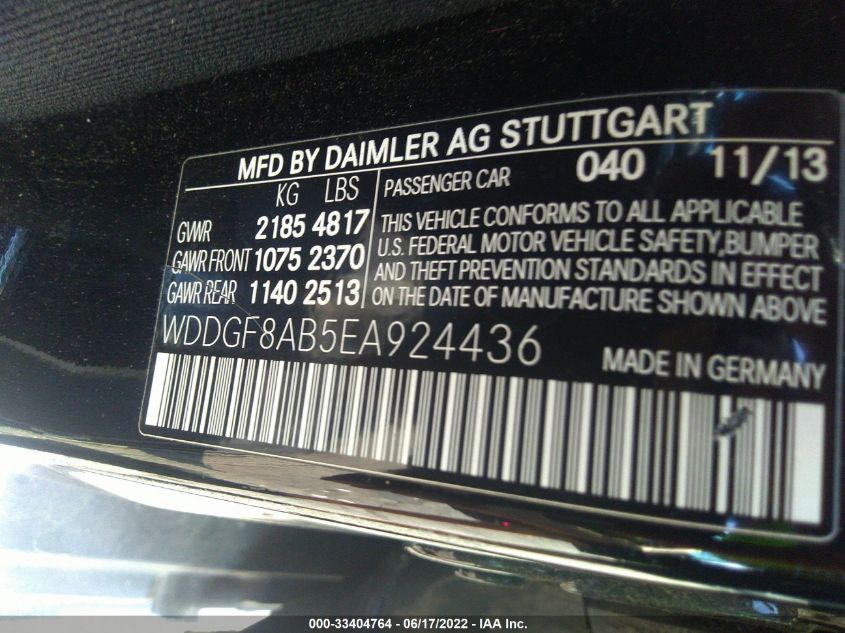 MFD BY DAIMLER AG STUTTGART
040 11/13
KG LBS
GVWR 2185 4817
GAWR FRONT 1075 2370
GAWR REAR 1140 2513
PASSENGER CAR
THIS VEHICLE CONFORMS TO ALL APPLICABLE
U.S. FEDERAL MOTOR VEHICLE SAFETY,BUMPER
AND THEFT PREVENTION STANDARDS IN EFFECT
ON THE DATE OF MANUFACTURE SHOWN ABOVE
WDDGF8AB5EA924436
MADE IN GERMANY
000-33404764 / 06/17/2022 - IAA Inc.